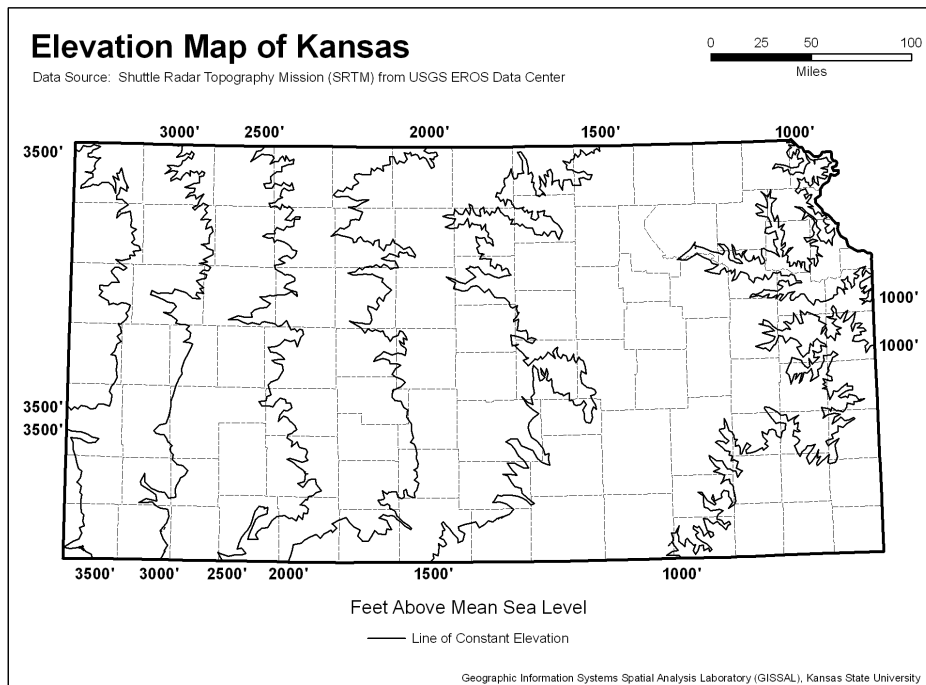 Elevation Map of Kansas
Data Source: Shuttle Radar Topography Mission (SRTM) from USGS EROS Data Center
0 25 50 100
Miles
3000' 2500' 2000' 1500' 1000'
3500'
1000'
1000'
3500'
3500'
3500' 3000' 2500' 2000' 1500' 1000'
Feet Above Mean Sea Level
Line of Constant Elevation
Geographic Information Systems Spatial Analysis Laboratory (GISSAL), Kansas State University